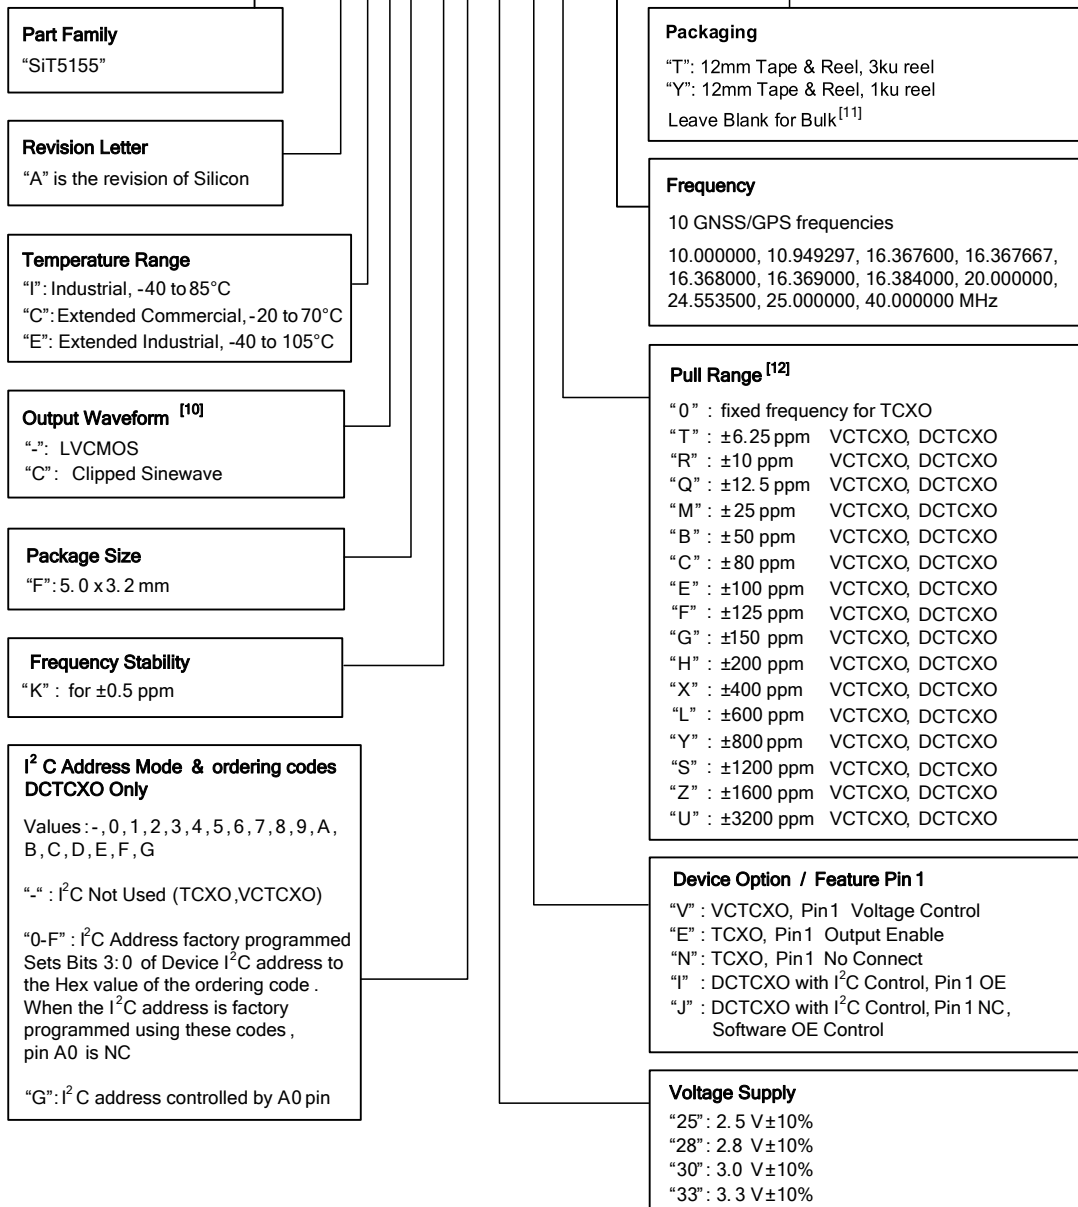 Part Family
“SiT5155”
Revision Letter
“A” is the revision of Silicon
Temperature Range
“I”: Industrial, -40 to 85°C
“C”: Extended Commercial, -20 to 70°C
“E”: Extended Industrial, -40 to 105°C
Output Waveform [10]
“-”: LVCMOS
“C”: Clipped Sinewave
Package Size
“F”: 5.0 x 3.2 mm
Frequency Stability
“K” : for ±0.5 ppm
I² C Address Mode & ordering codes
DCTCXO Only
Values: -, 0, 1, 2, 3, 4, 5, 6, 7, 8, 9, A,
B, C, D, E, F, G
“-“ : I²C Not Used (TCXO, VCTCXO)
“0-F” : I²C Address factory programmed
Sets Bits 3:0 of Device I²C address to
the Hex value of the ordering code .
When the I²C address is factory
programmed using these codes ,
pin A0 is NC
“G”: I² C address controlled by A0 pin
Packaging
“T”: 12mm Tape & Reel, 3ku reel
“Y”: 12mm Tape & Reel, 1ku reel
Leave Blank for Bulk[11]
Frequency
10 GNSS/GPS frequencies
10.000000, 10.949297, 16.367600, 16.367667,
16.368000, 16.369000, 16.384000, 20.000000,
24.553500, 25.000000, 40.000000 MHz
Pull Range [12]
“0” : fixed frequency for TCXO
“T” : ±6.25 ppm VCTCXO, DCTCXO
“R” : ±10 ppm VCTCXO, DCTCXO
“Q” : ±12.5 ppm VCTCXO, DCTCXO
“M” : ±25 ppm VCTCXO, DCTCXO
“B” : ±50 ppm VCTCXO, DCTCXO
“C” : ±80 ppm VCTCXO, DCTCXO
“E” : ±100 ppm VCTCXO, DCTCXO
“F” : ±125 ppm VCTCXO, DCTCXO
“G” : ±150 ppm VCTCXO, DCTCXO
“H” : ±200 ppm VCTCXO, DCTCXO
“X” : ±400 ppm VCTCXO, DCTCXO
“L” : ±600 ppm VCTCXO, DCTCXO
“Y” : ±800 ppm VCTCXO, DCTCXO
“S” : ±1200 ppm VCTCXO, DCTCXO
“Z” : ±1600 ppm VCTCXO, DCTCXO
“U” : ±3200 ppm VCTCXO, DCTCXO
Device Option / Feature Pin 1
“V” : VCTCXO, Pin1 Voltage Control
“E” : TCXO, Pin1 Output Enable
“N” : TCXO, Pin1 No Connect
“I” : DCTCXO with I²C Control, Pin 1 OE
“J” : DCTCXO with I²C Control, Pin 1 NC,
Software OE Control
Voltage Supply
“25”: 2.5 V±10%
“28”: 2.8 V±10%
“30”: 3.0 V±10%
“33”: 3.3 V±10%